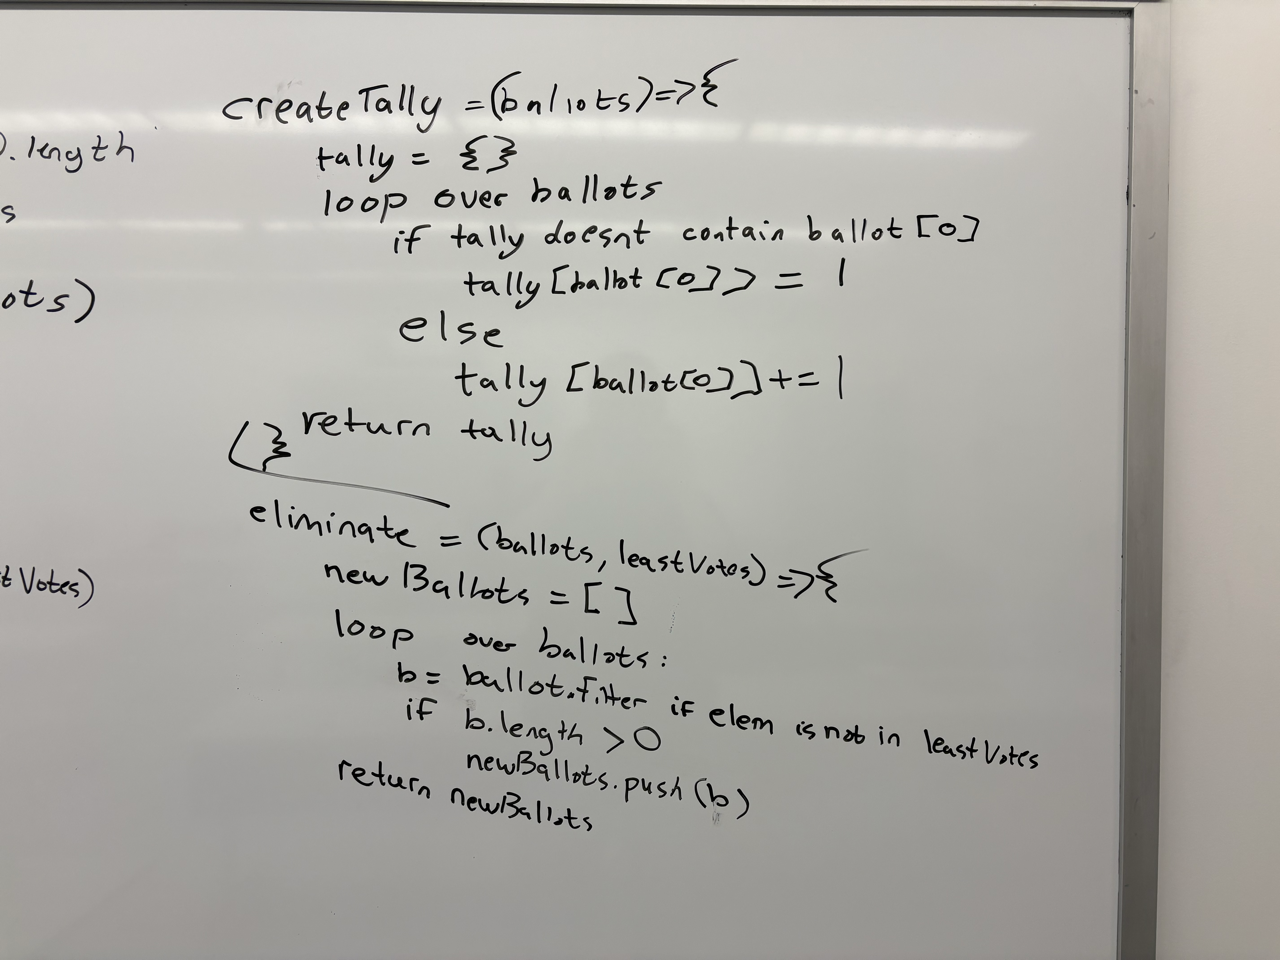 ). length
s
ots)
t Votes)
createTally = (ballots) => {
tally = {}
loop over ballots
if tally doesnt contain ballot [0]
tally [ballot [0]] = 1
else
tally [ballot[0]] += 1
return tally
}
eliminate = (ballots, leastVotes) => {
new Ballots = []
loop over ballots:
b = ballot.filter if elem is not in leastVotes
if b.length > 0
newBallots.push (b)
return newBallots